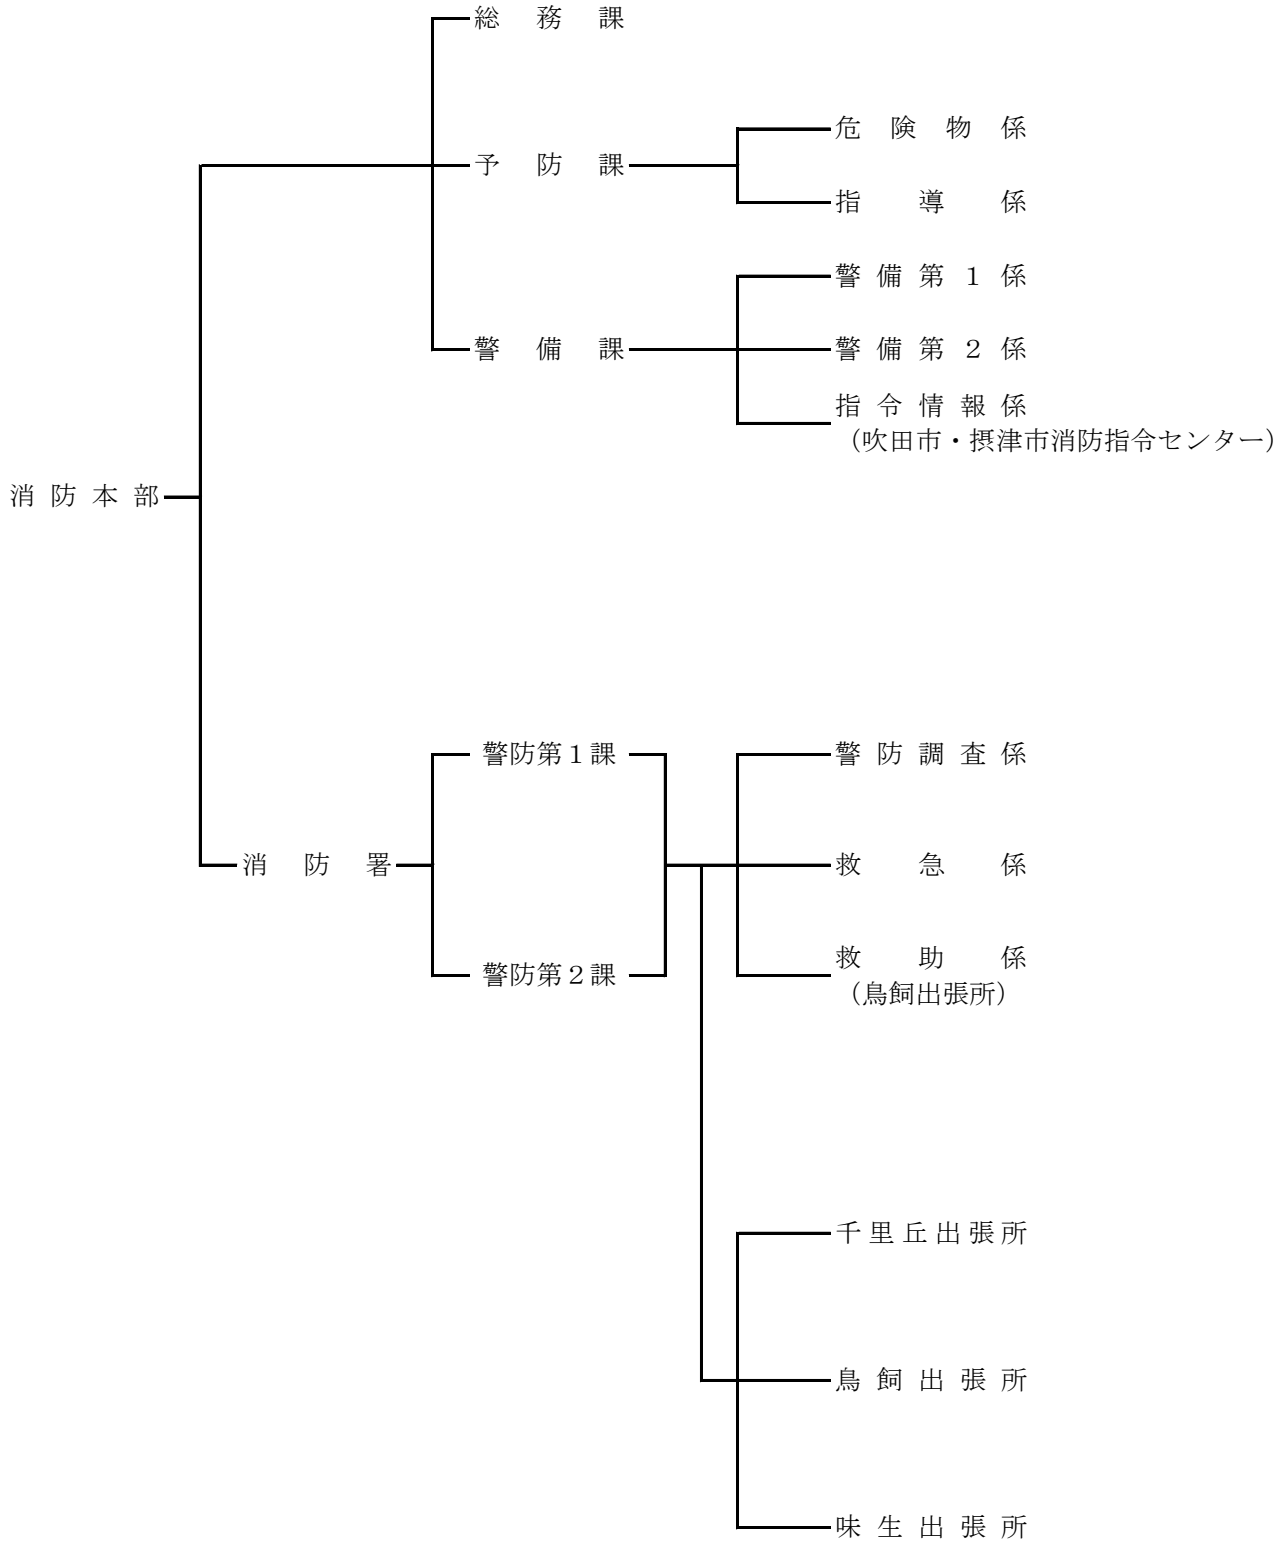 総務課
危険物係
予防課
指導係
警備第１係
警備課
警備第２係
指令情報係
（吹田市・摂津市消防指令センター）
消防本部
警防第１課
警防調査係
消防署
救急係
警防第２課
救助係
（鳥飼出張所）
千里丘出張所
鳥飼出張所
味生出張所